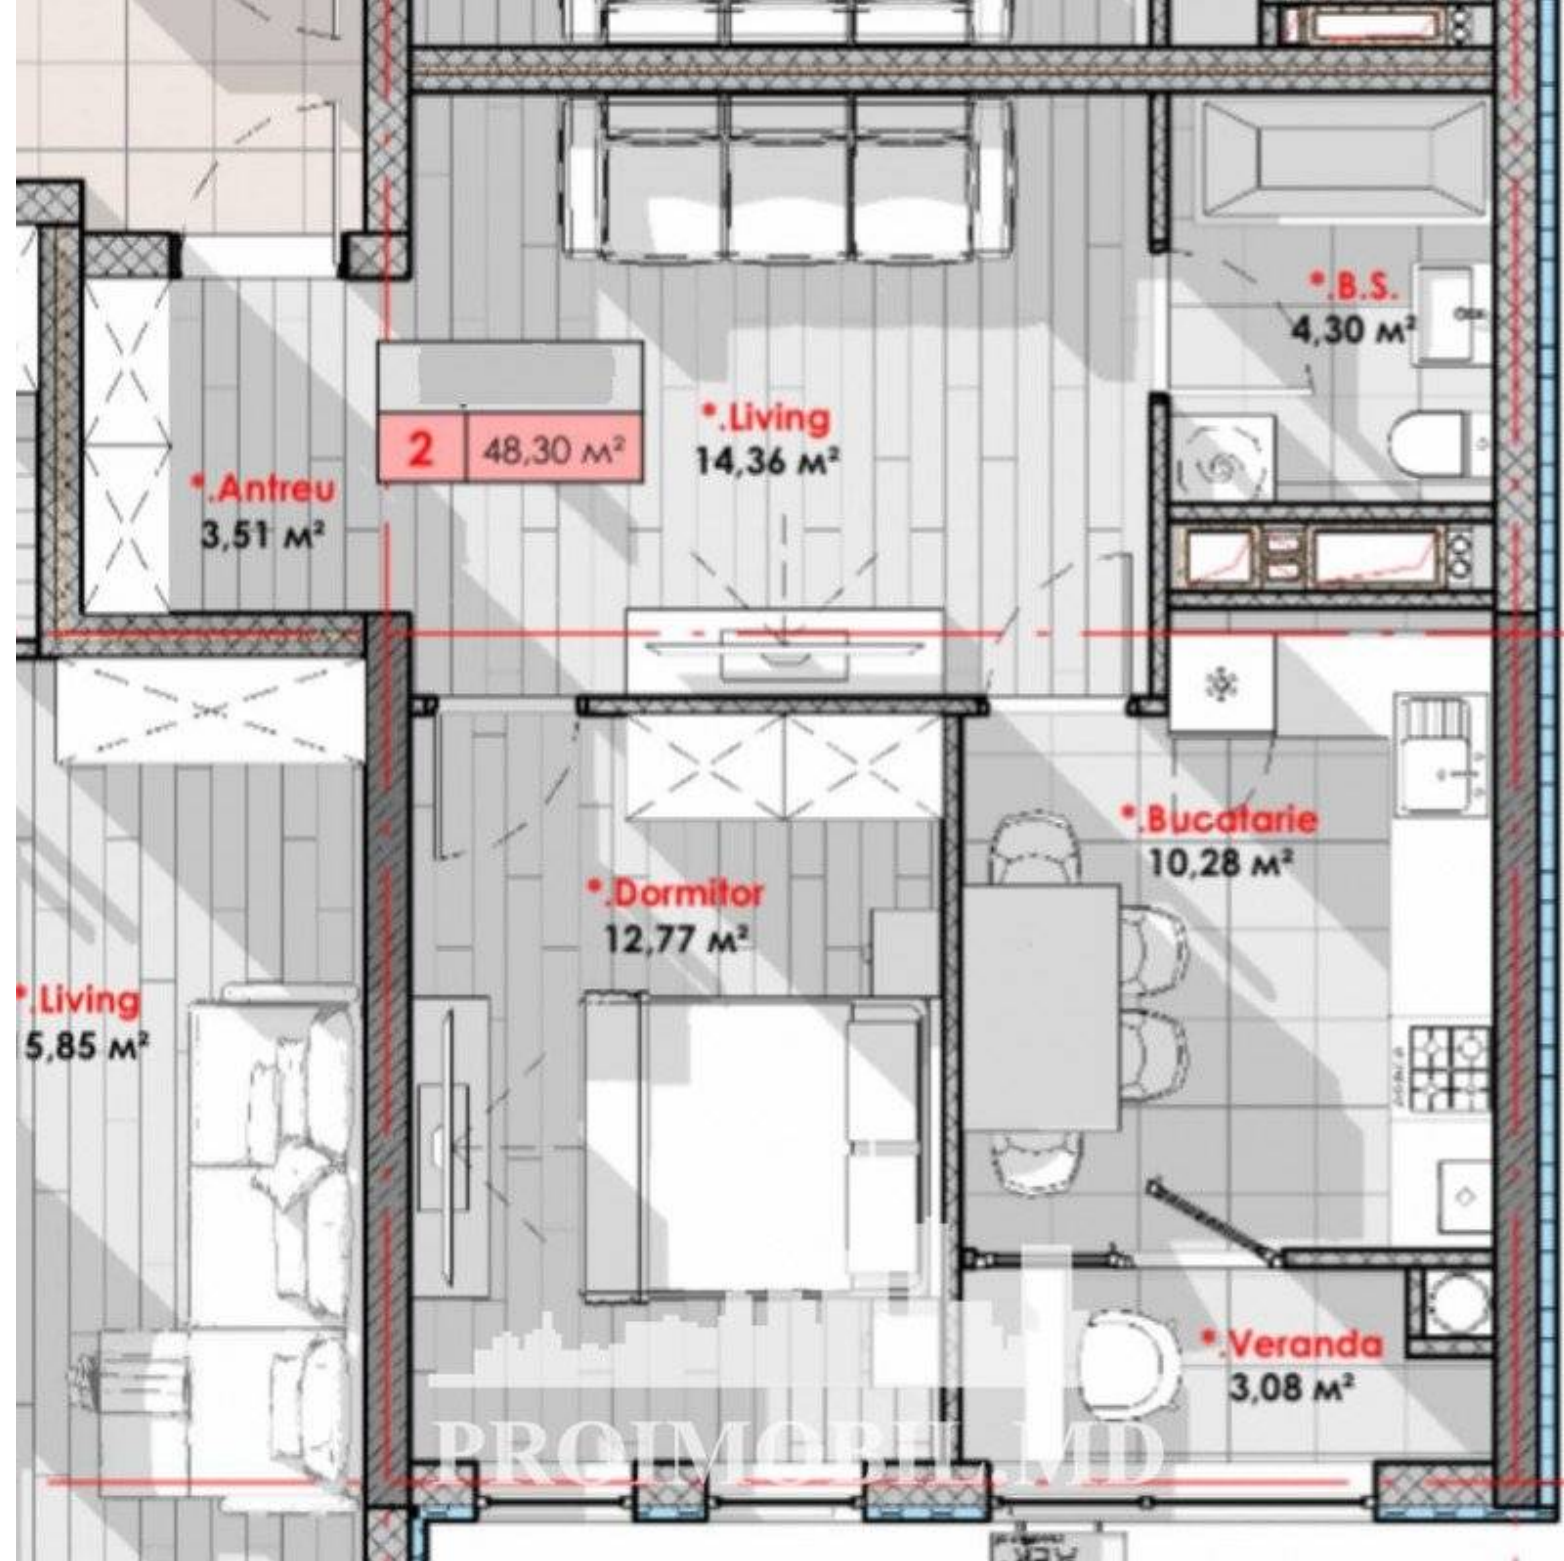 *.B.S.
4,30 м²
*.Living
14,36 м²
2 48,30 м²
*.Antreu
3,51 м²
*.Bucatarie
10,28 м²
*.Dormitor
12,77 м²
*.Living
5,85 м²
*.Veranda
3,08 м²
PROIMOBIL.MD